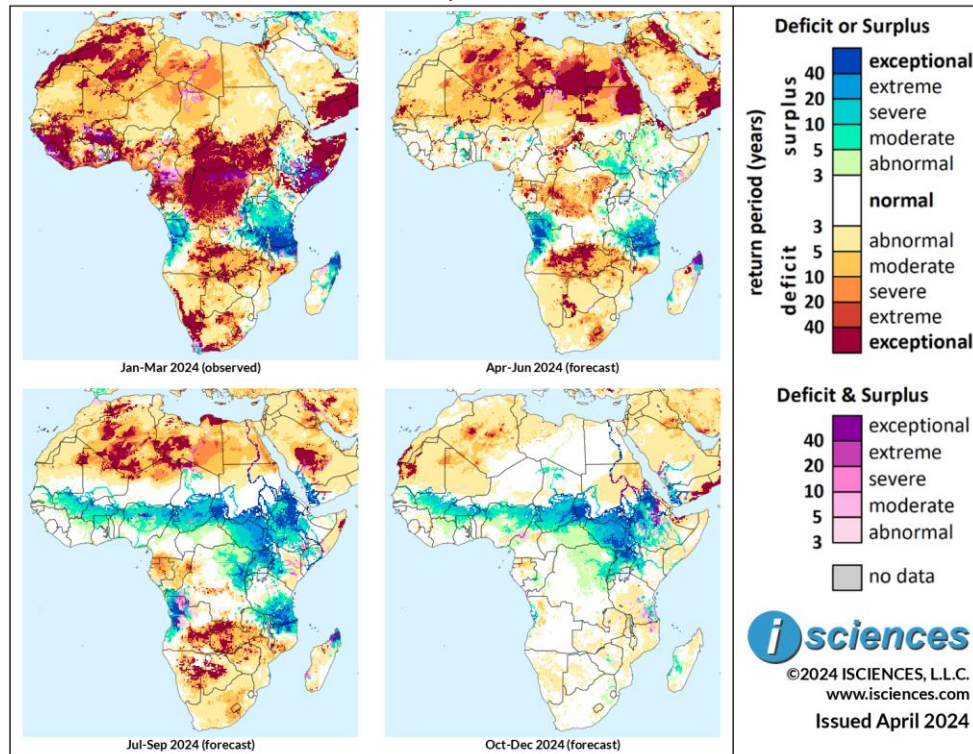 Jan-Mar 2024 (observed)
Apr-Jun 2024 (forecast)
Jul-Sep 2024 (forecast)
Oct-Dec 2024 (forecast)
Deficit or Surplus
return period (years)
surplus
deficit
40
20
10
5
3
3
5
10
20
40
exceptional
extreme
severe
moderate
abnormal
normal
abnormal
moderate
severe
extreme
exceptional
Deficit & Surplus
40
20
10
5
3
exceptional
extreme
severe
moderate
abnormal
no data
i sciences
©2024 ISCIENCES, L.L.C.
www.isciences.com
Issued April 2024